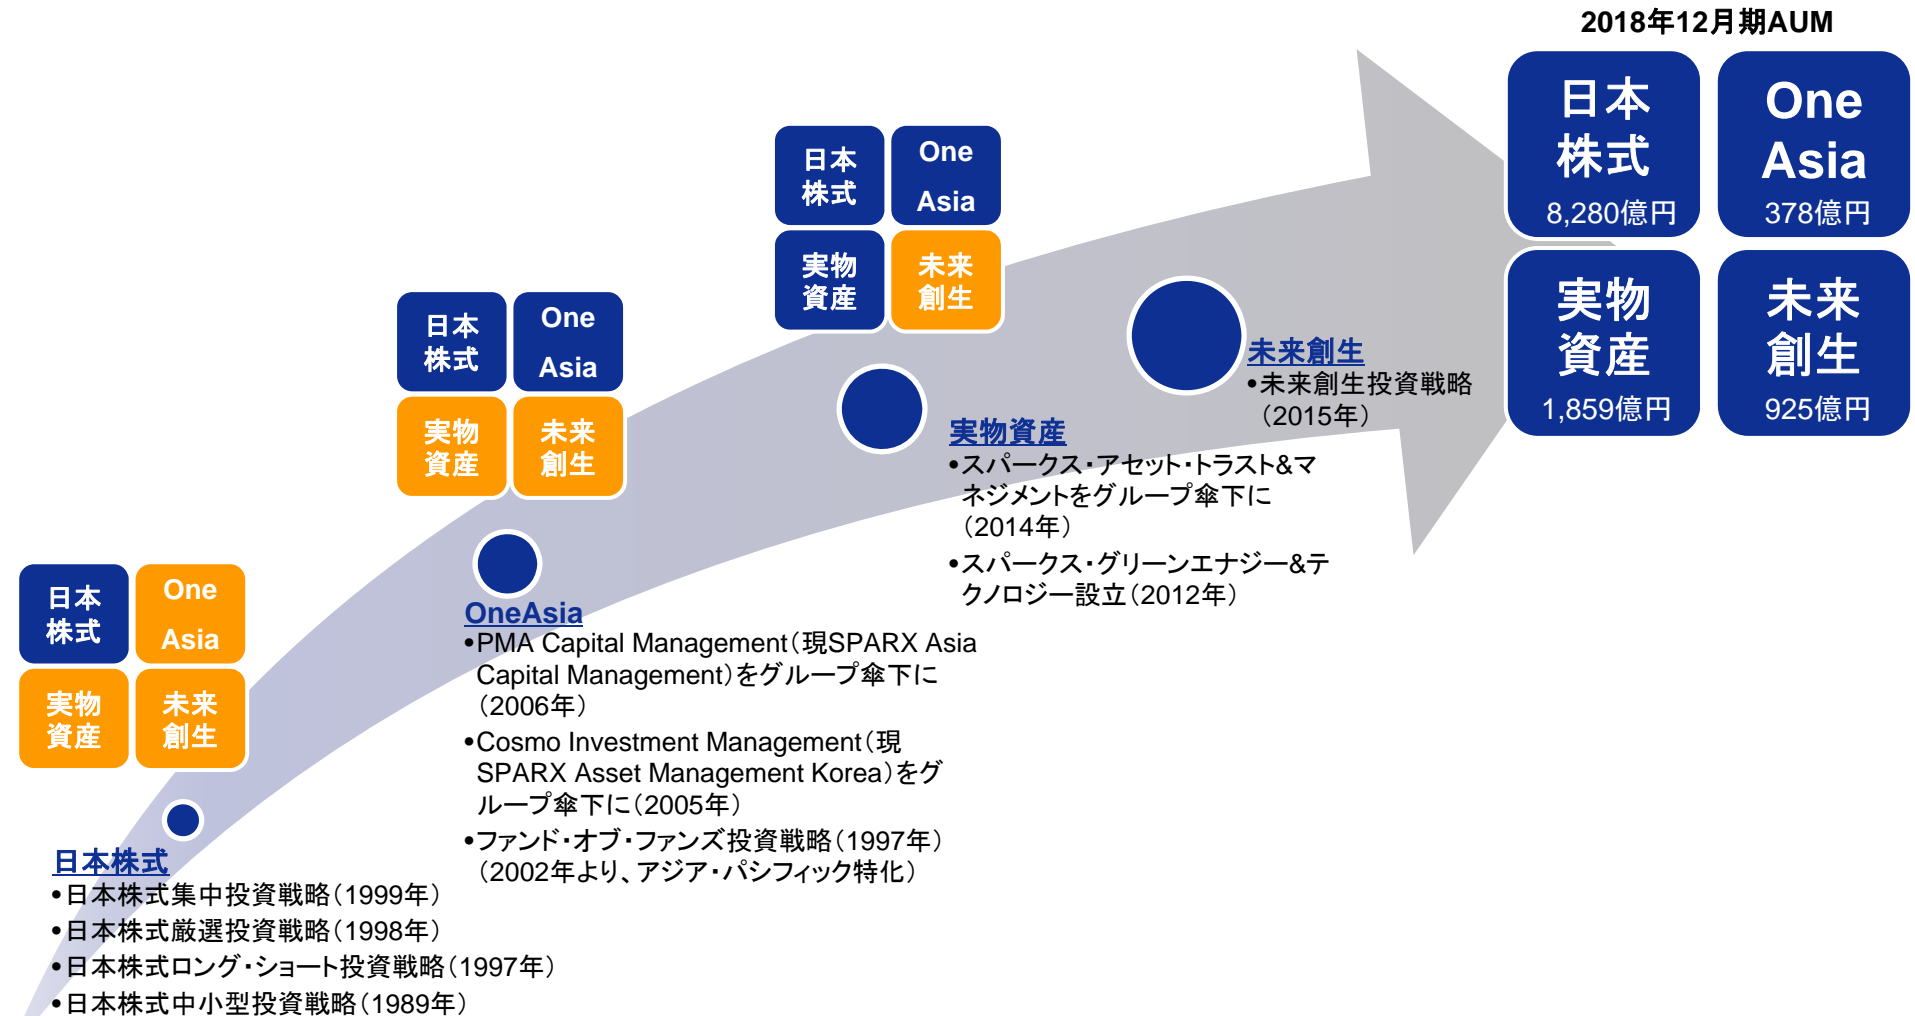 2018年12月期AUM
日本
株式
8,280億円
One
Asia
378億円
実物
資産
1,859億円
未来
創生
925億円
日本
株式
One
Asia
実物
資産
未来
創生
日本
株式
One
Asia
実物
資産
未来
創生
日本
株式
One
Asia
実物
資産
未来
創生
未来創生
•未来創生投資戦略
（2015年）
実物資産
•スパークス・アセット・トラスト&マ
ネジメントをグループ傘下に
（2014年）
•スパークス・グリーンエナジー&テ
クノロジー設立（2012年）
OneAsia
•PMA Capital Management（現SPARX Asia
Capital Management）をグループ傘下に
（2006年）
•Cosmo Investment Management（現
SPARX Asset Management Korea）をグ
ループ傘下に（2005年）
•ファンド・オブ・ファンズ投資戦略（1997年）
（2002年より、アジア・パシフィック特化）
日本株式
•日本株式集中投資戦略（1999年）
•日本株式厳選投資戦略（1998年）
•日本株式ロング・ショート投資戦略（1997年）
•日本株式中小型投資戦略（1989年）